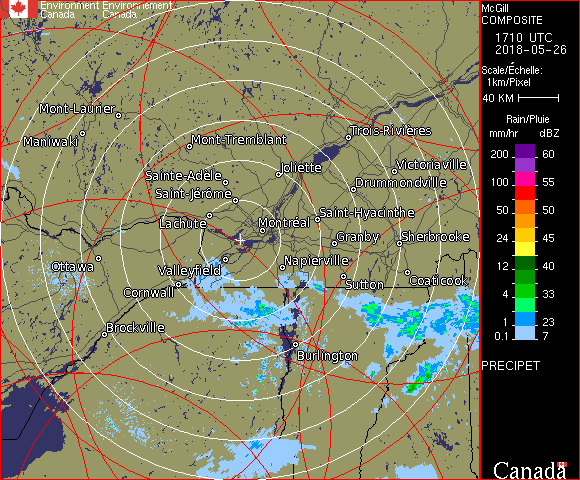 Environment Environnement
Canada Canada
McGill
COMPOSITE
1710 UTC
2018-05-26
Scale/Échelle:
1km/Pixel
40 KM
Rain/Pluie
mm/hr dBZ
200 60
55
100 55
50 50
24 45
12 40
4 33
1 23
0.1 7
PRECIPET
Canada
Mont-Laurier
Maniwaki
Mont-Tremblant
Trois-Rivières
Sainte-Adèle
Joliette
Victoriaville
Saint-Jérôme
Drummondville
Lachute
Montréal
Saint-Hyacinthe
Granby
Sherbrooke
Ottawa
Valleyfield
Napierville
Cornwall
Sutton
Coaticook
Brockville
Burlington